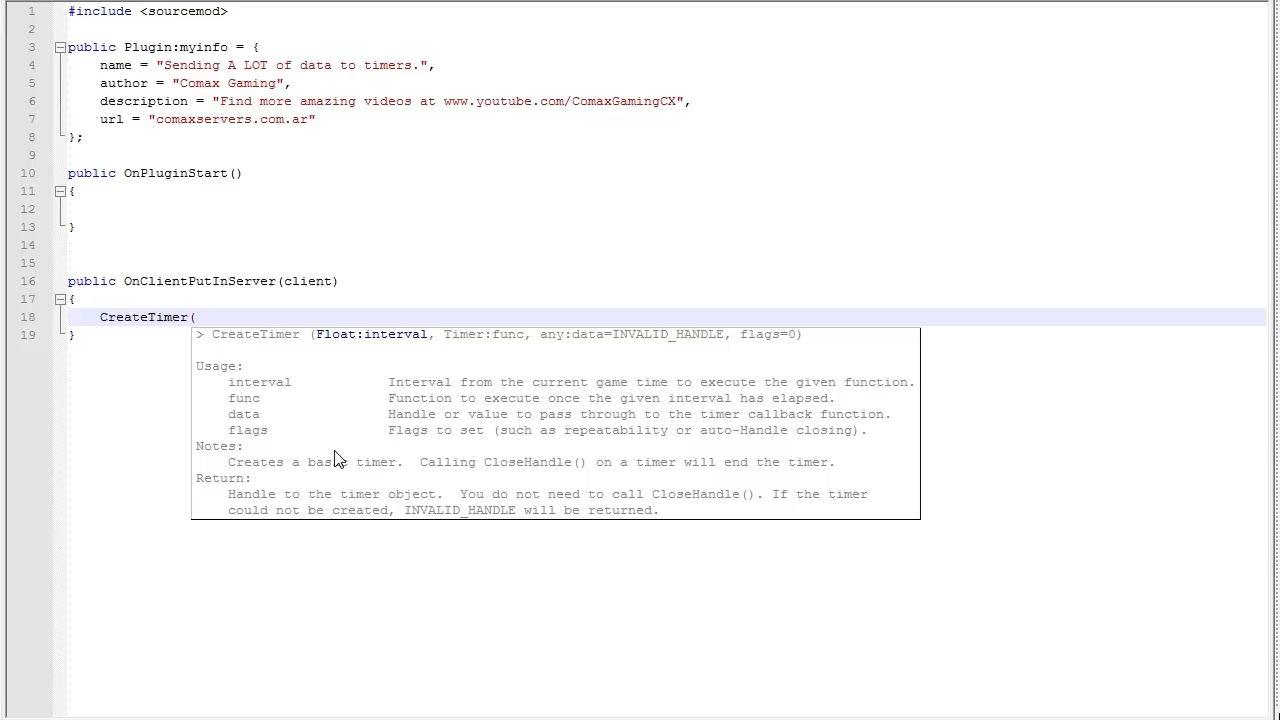 1 #include <sourcemod>
2
3 public Plugin:myinfo = {
4 name = "Sending A LOT of data to timers.",
5 author = "Comax Gaming",
6 description = "Find more amazing videos at www.youtube.com/ComaxGamingCX",
7 url = "comaxservers.com.ar"
8 };
9
10 public OnPluginStart()
11 {
12
13 }
14
15
16 public OnClientPutInServer(client)
17 {
18 CreateTimer(
19 }
> CreateTimer (Float:interval, Timer:func, any:data=INVALID_HANDLE, flags=0)
Usage:
interval Interval from the current game time to execute the given function.
func Function to execute once the given interval has elapsed.
data Handle or value to pass through to the timer callback function.
flags Flags to set (such as repeatability or auto-Handle closing).
Notes:
Creates a basic timer. Calling CloseHandle() on a timer will end the timer.
Return:
Handle to the timer object. You do not need to call CloseHandle(). If the timer
could not be created, INVALID_HANDLE will be returned.